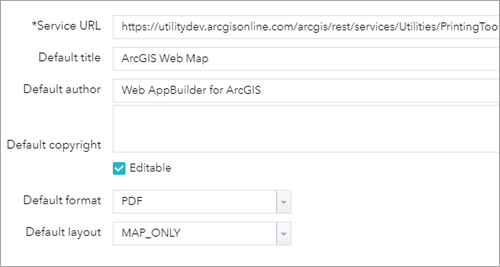 *Service URL https://utilitydev.arcgisonline.com/arcgis/rest/services/Utilities/PrintingToo
Default title ArcGIS Web Map
Default author Web AppBuilder for ArcGIS
Default copyright
Editable
Default format PDF
Default layout MAP_ONLY